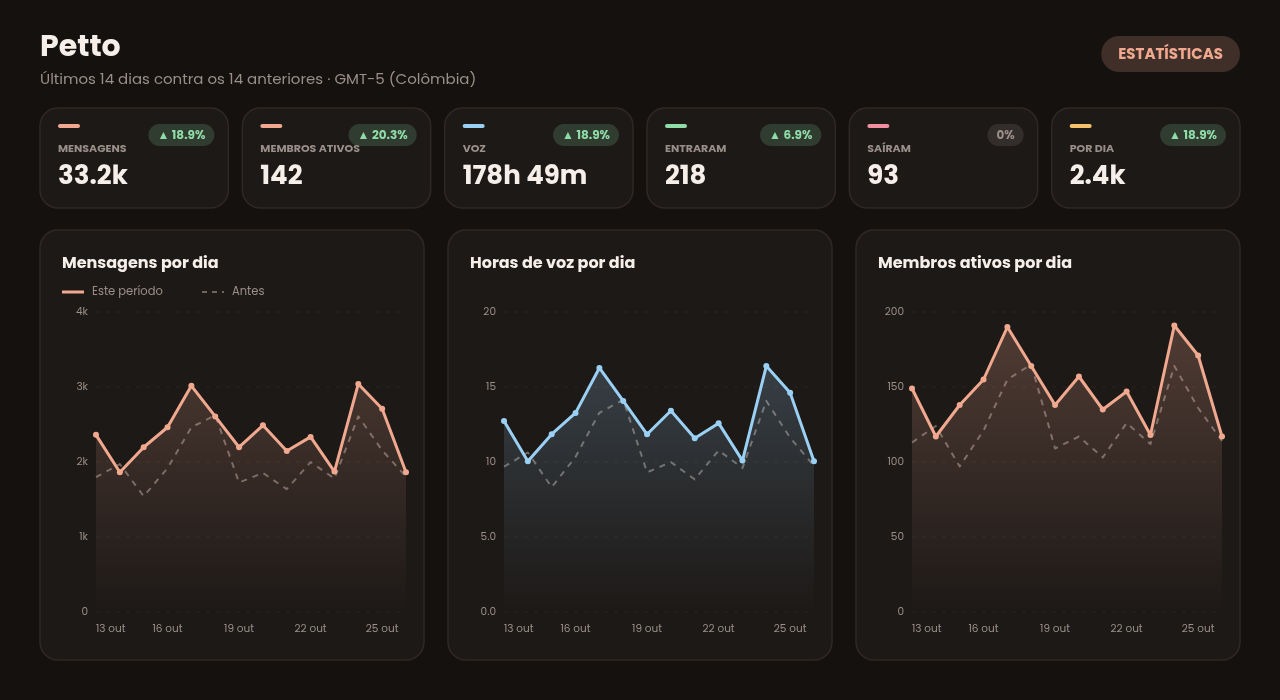 Petto
Últimos 14 dias contra os 14 anteriores · GMT-5 (Colômbia)
ESTATÍSTICAS
MENSAGENS
▲ 18.9%
33.2k
MEMBROS ATIVOS
▲ 20.3%
142
VOZ
▲ 18.9%
178h 49m
ENTRARAM
▲ 6.9%
218
SAÍRAM
0%
93
POR DIA
▲ 18.9%
2.4k
Mensagens por dia
Este período
Antes
4k
3k
2k
1k
0
13 out 16 out 19 out 22 out 25 out
Horas de voz por dia
20
15
10
5.0
0.0
13 out 16 out 19 out 22 out 25 out
Membros ativos por dia
200
150
100
50
0
13 out 16 out 19 out 22 out 25 out